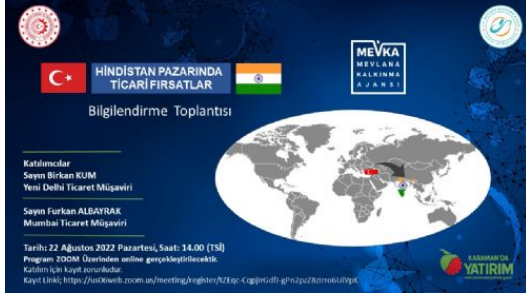 HİNDİSTAN PAZARINDA
TİCARİ FIRSATLAR
Bilgilendirme Toplantısı
MEVKA
MEVLANA
KALKINMA
AJANSI
Katılımcılar
Sayın Birkan KUM
Yeni Delhi Ticaret Müşaviri
Sayın Furkan ALBAYRAK
Mumbai Ticaret Müşaviri
Tarih: 22 Ağustos 2022 Pazartesi, Saat: 14.00 (TSİ)
Program ZOOM Üzerinden online gerçekleştirilecektir.
Katılım için kayıt zorunludur.
Kayıt Linki;
KARAMAN'DA
YATIRIM